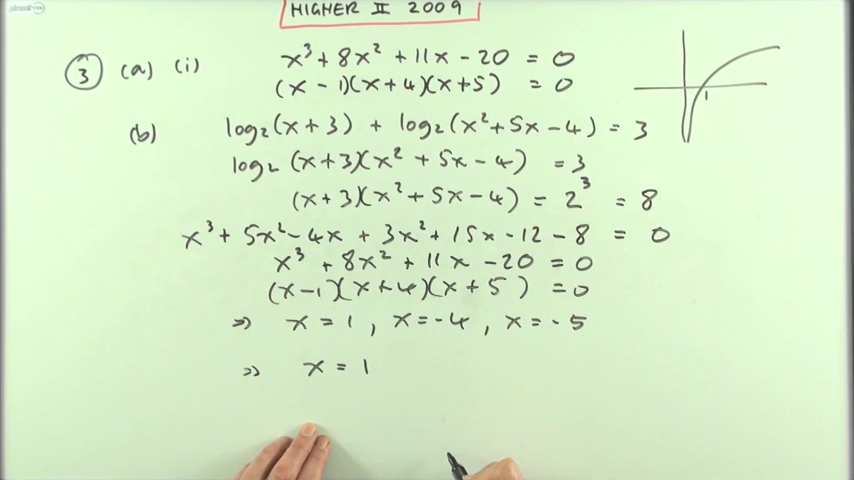 HIGHER II 2009
③ (a) (i) x³ + 8x² + 11x - 20 = 0
(x - 1)(x + 4)(x + 5) = 0
1
(b) log₂(x + 3) + log₂(x² + 5x - 4) = 3
log₂ (x + 3)(x² + 5x - 4) = 3
(x + 3)(x² + 5x - 4) = 2³ = 8
x³ + 5x² - 4x + 3x² + 15x - 12 - 8 = 0
x³ + 8x² + 11x - 20 = 0
(x - 1)(x + 4)(x + 5) = 0
⇒ x = 1, x = -4, x = -5
⇒ x = 1